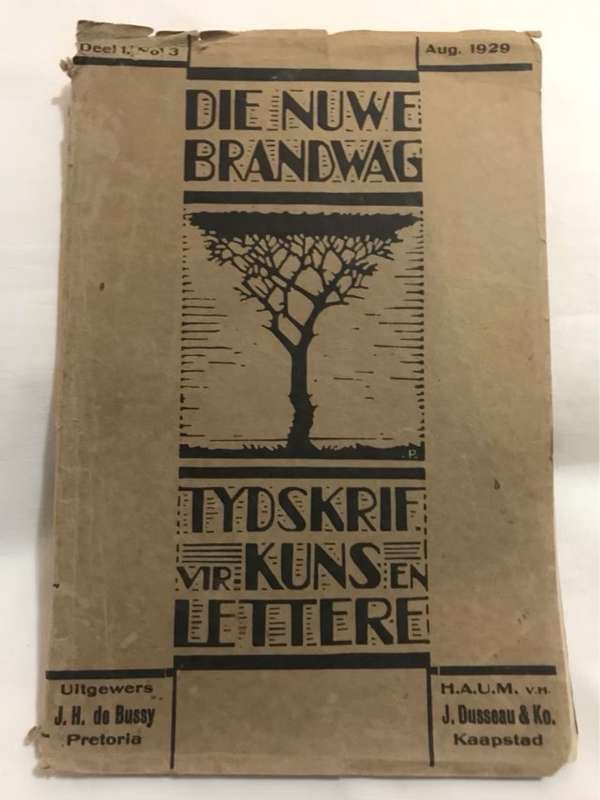 Deel 1, No. 3
Aug. 1929
DIE NUWE
BRANDWAG
P.
TYDSKRIF
VIR KUNS EN
LETTERE
Uitgewers
J. H. de Bussy
Pretoria
H.A.U.M. v.h.
J. Dusseau & Ko.
Kaapstad